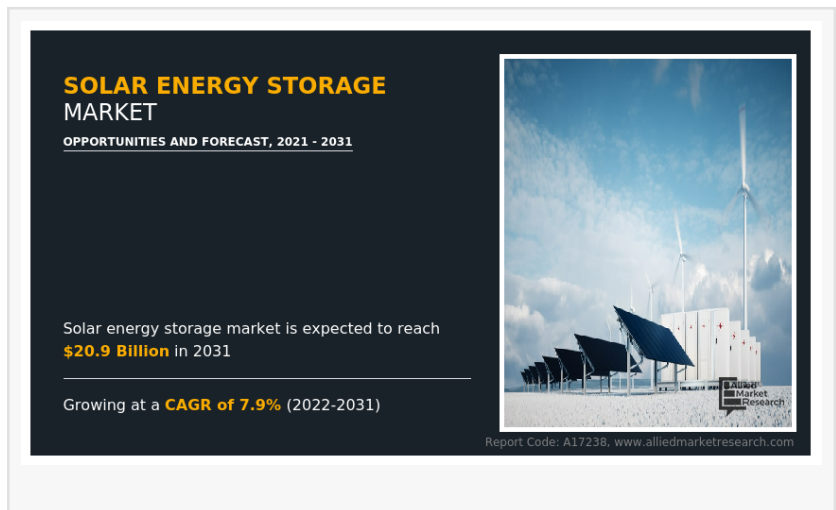 SOLAR ENERGY STORAGE
MARKET
OPPORTUNITIES AND FORECAST, 2021 - 2031
Solar energy storage market is expected to reach
$20.9 Billion in 2031
Growing at a CAGR of 7.9% (2022-2031)
Allied
Market
Research
Report Code: A17238, www.alliedmarketresearch.com